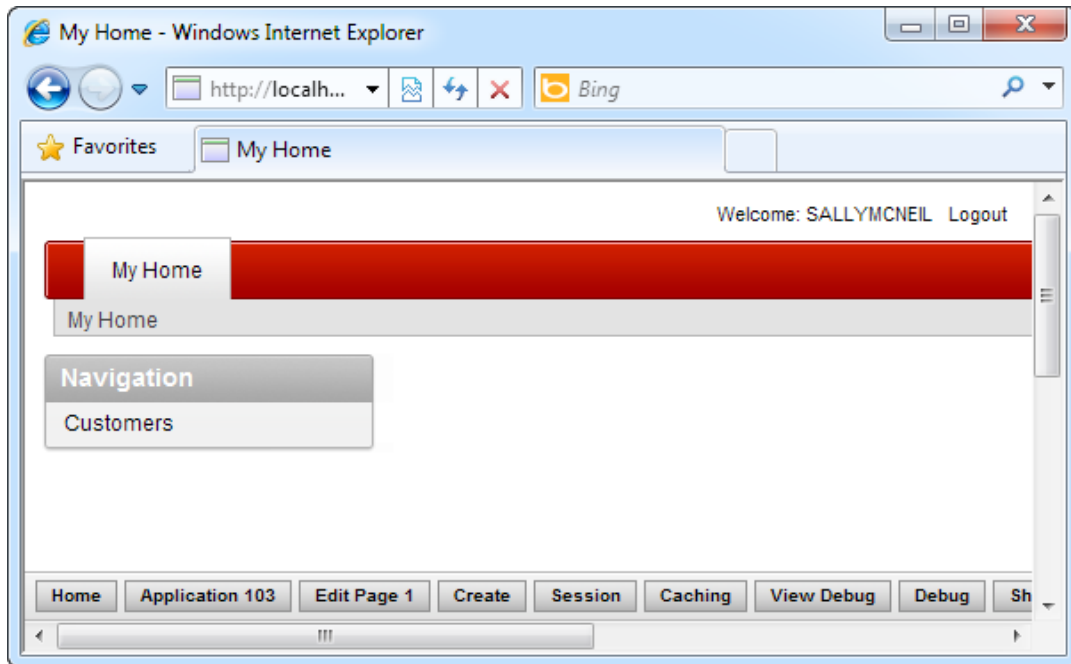 My Home - Windows Internet Explorer
http://localh... Bing
Favorites My Home
Welcome: SALLYMCNEIL Logout
My Home
My Home
Navigation
Customers
Home Application 103 Edit Page 1 Create Session Caching View Debug Debug Sh